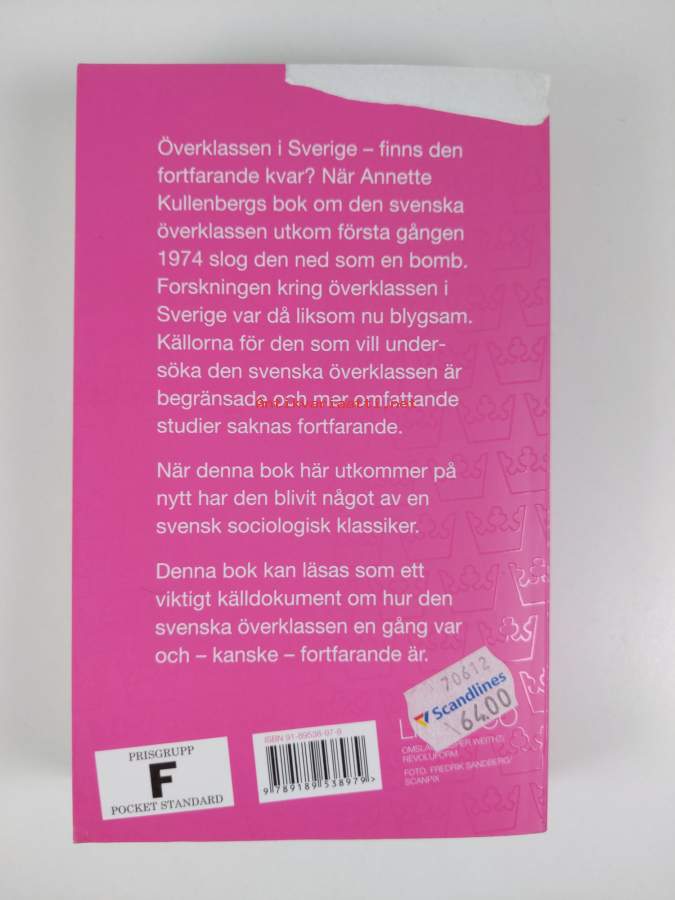 Överklassen i Sverige – finns den
fortfarande kvar? När Annette
Kullenbergs bok om den svenska
överklassen utkom första gången
1974 slog den ned som en bomb.
Forskningen kring överklassen i
Sverige var då liksom nu blygsam.
Källorna för den som vill under-
söka den svenska överklassen är
begränsade och mer omfattande
studier saknas fortfarande.
När denna bok här utkommer på
nytt har den blivit något av en
svensk sociologisk klassiker.
Denna bok kan läsas som ett
viktigt källdokument om hur den
svenska överklassen en gång var
och – kanske – fortfarande är.
70612
Scandlines
64.00
PRISGRUPP
F
POCKET STANDARD
ISBN 91-89538-97-9
9 789189 538979 >
WEITHS/
REVOLUFORM
FOTO. FREDRIK SANDBERG/
SCANPIX